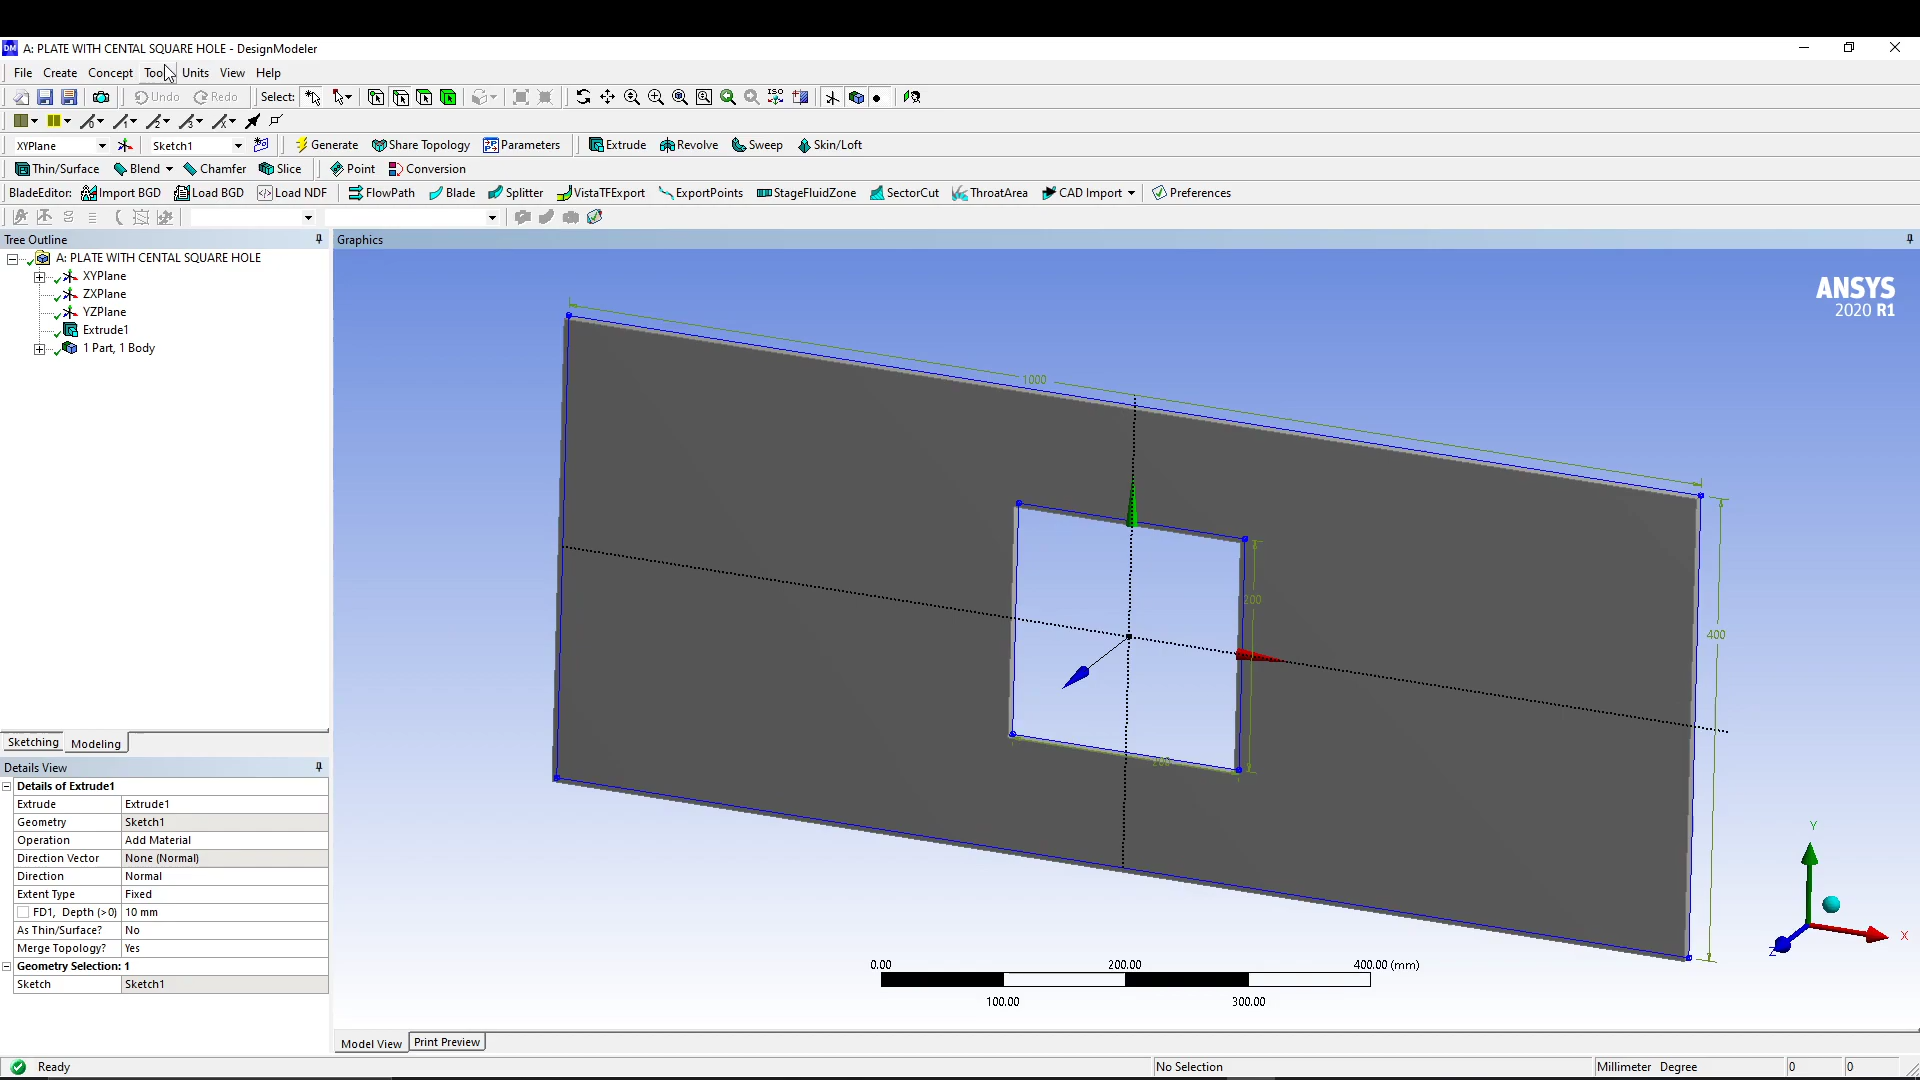 A: PLATE WITH CENTAL SQUARE HOLE - DesignModeler
File Create Concept Tools Units View Help
Undo Redo Select: ISO
XYPlane Sketch1 Generate Share Topology Parameters Extrude Revolve Sweep Skin/Loft
Thin/Surface Blend Chamfer Slice Point Conversion
BladeEditor: Import BGD Load BGD Load NDF FlowPath Blade Splitter VistaTFExport ExportPoints StageFluidZone SectorCut ThroatArea CAD Import Preferences
Tree Outline
Graphics
A: PLATE WITH CENTAL SQUARE HOLE
XYPlane
ZXPlane
YZPlane
Extrude1
1 Part, 1 Body
ANSYS
2020 R1
1000
200
400
200
Sketching Modeling
Details View
Details of Extrude1
Extrude Extrude1
Geometry Sketch1
Operation Add Material
Direction Vector None (Normal)
Direction Normal
Extent Type Fixed
FD1, Depth (>0) 10 mm
As Thin/Surface? No
Merge Topology? Yes
Geometry Selection: 1
Sketch Sketch1
Y
X
Z
0.00 200.00 400.00 (mm)
100.00 300.00
Model View Print Preview
Ready No Selection Millimeter Degree 0 0